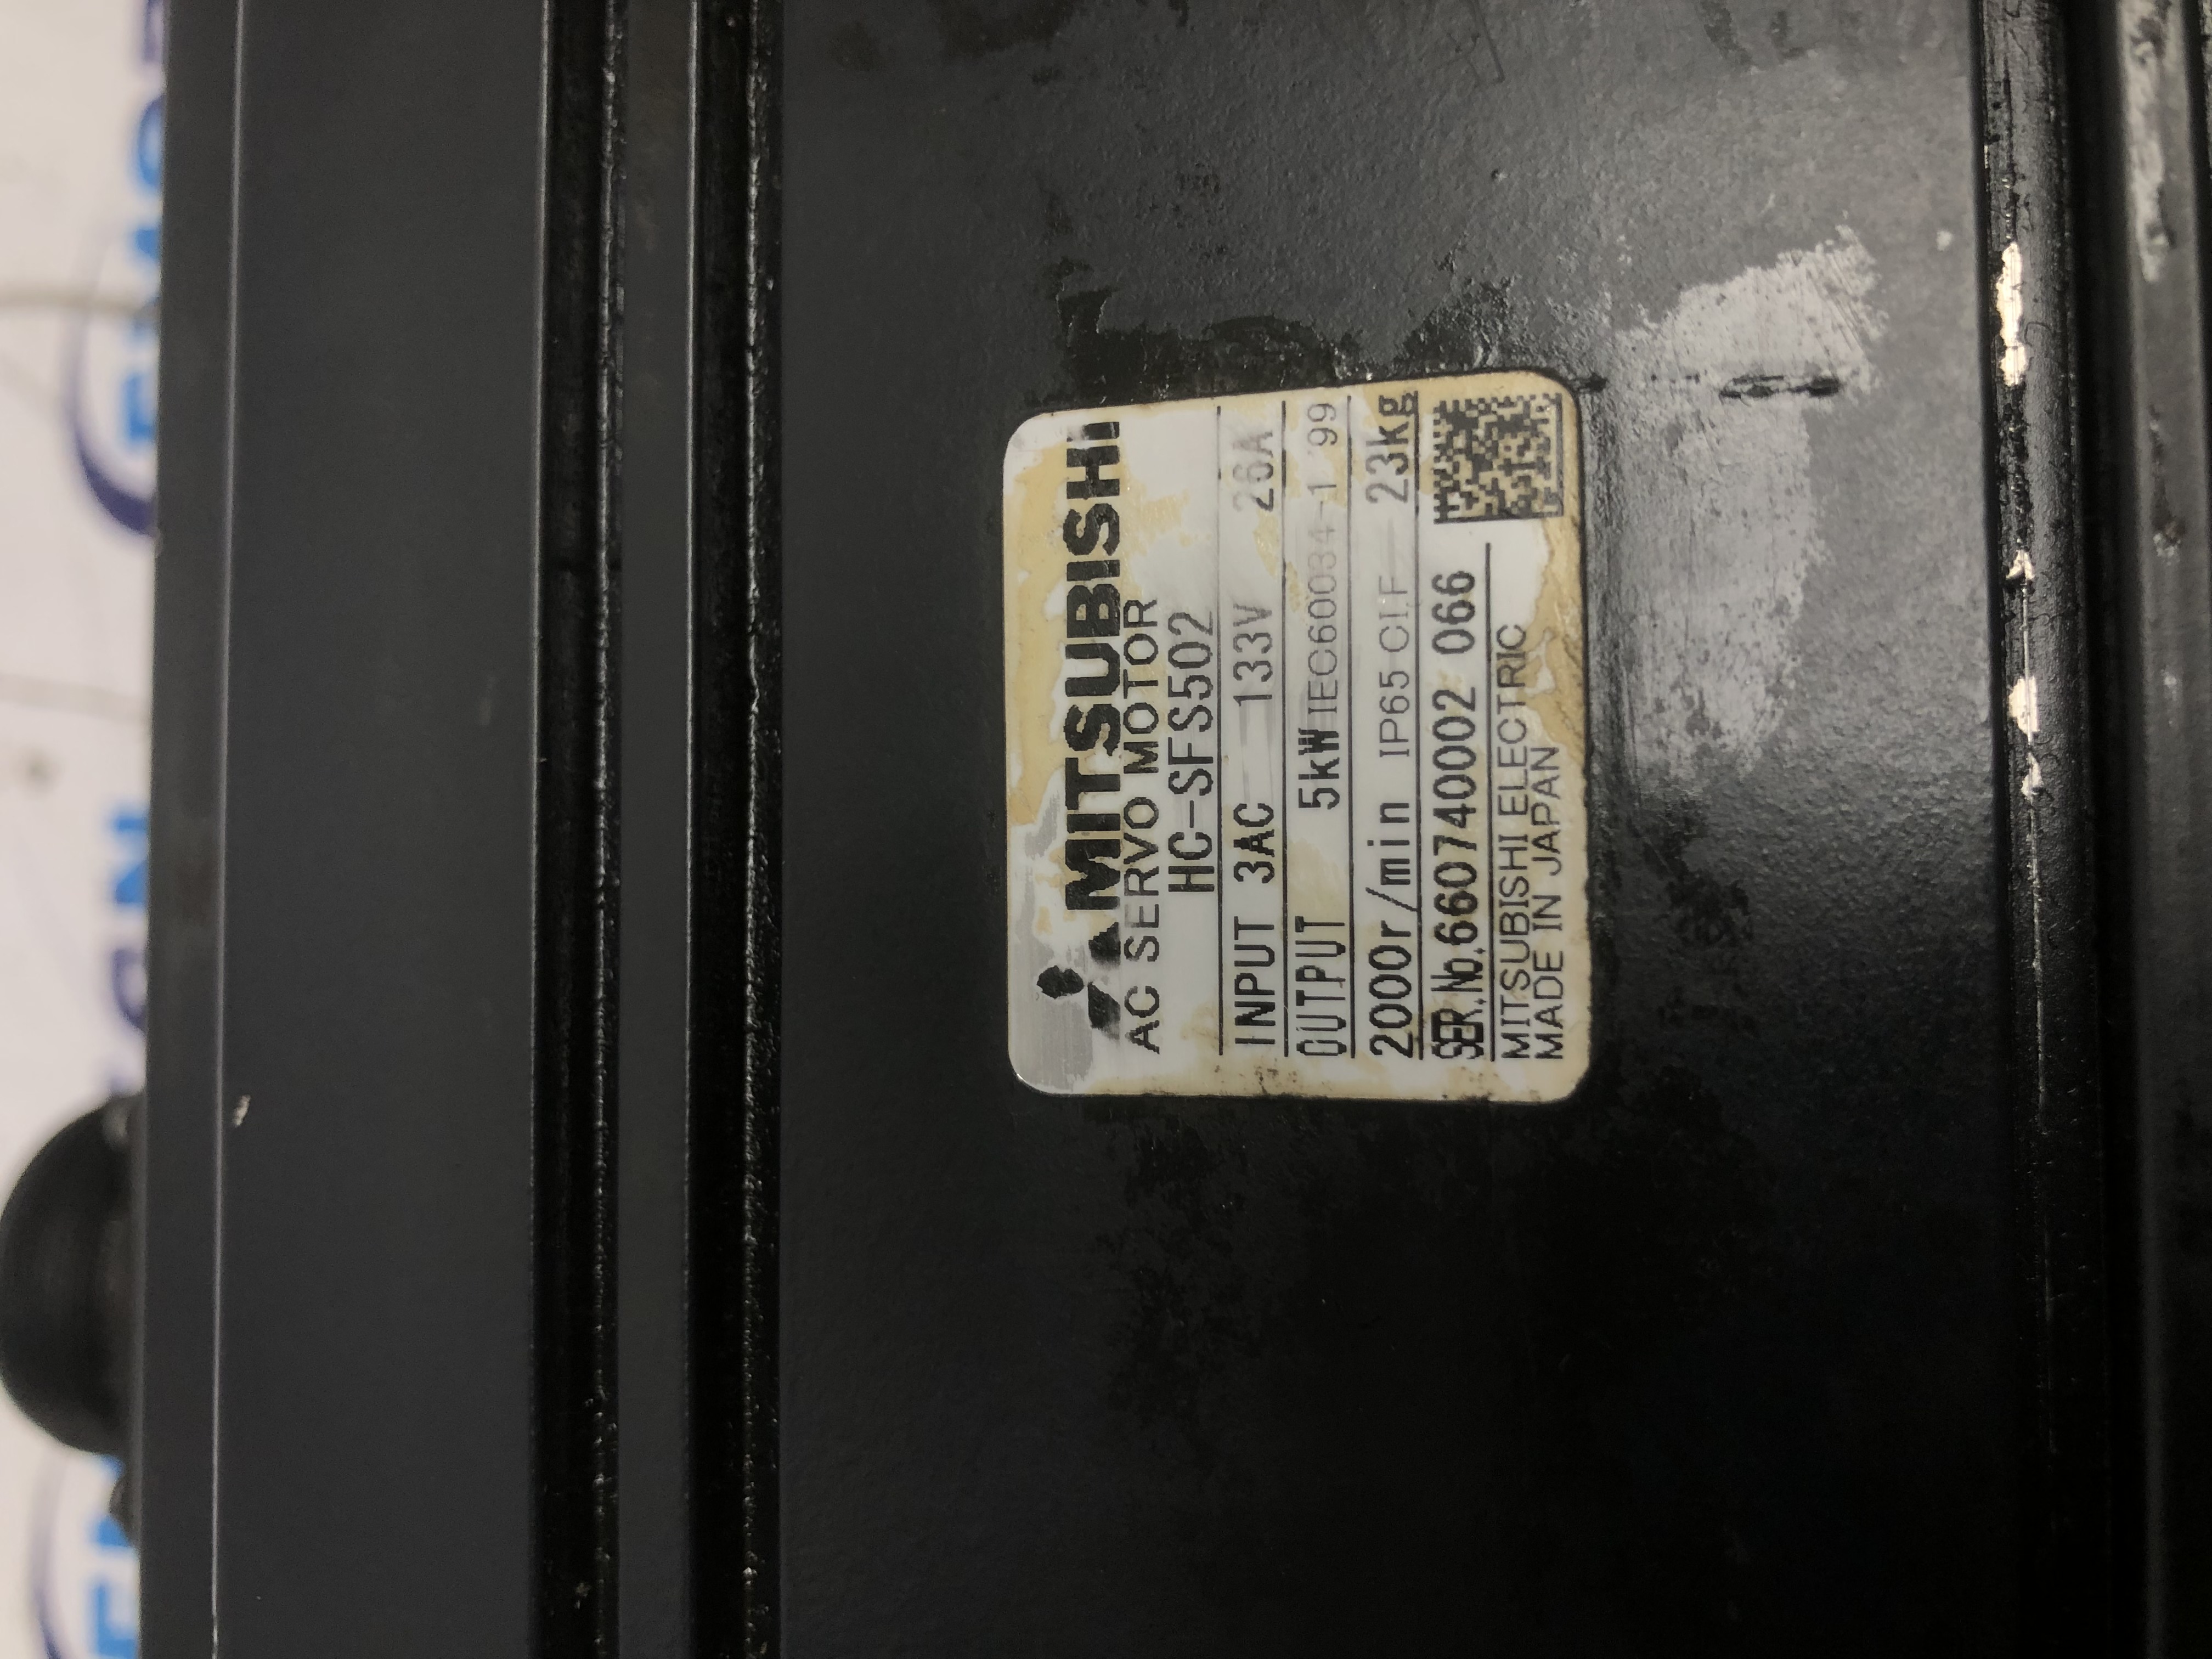 MITSUBISHI
AC SERVO MOTOR
HC-SFS502
INPUT 3AC 133V 28A
OUTPUT 5kW IEC60034-1 '99
2000r/min IP65 CI.F 23kg
SER.No.660740002 066
MITSUBISHI ELECTRIC
MADE IN JAPAN